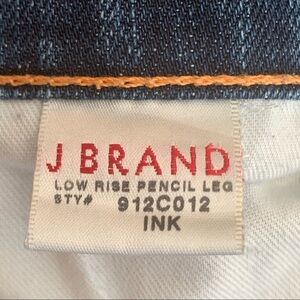 J BRAND
LOW RISE PENCIL LEG
STY# 912C012
INK